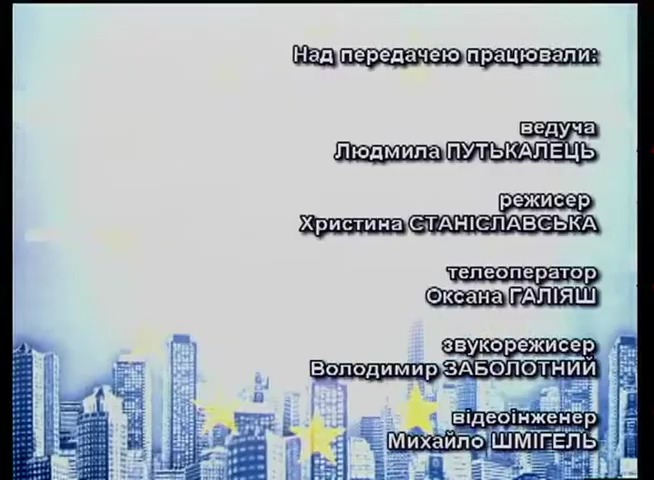 Над передачею працювали:
ведуча
Людмила ПУТЬКАЛЕЦЬ
режисер
Христина СТАНІСЛАВСЬКА
телеоператор
Оксана ГАЛІЯШ
звукорежисер
Володимир ЗАБОЛОТНИЙ
відеоінженер
Михайло ШМІГЕЛЬ